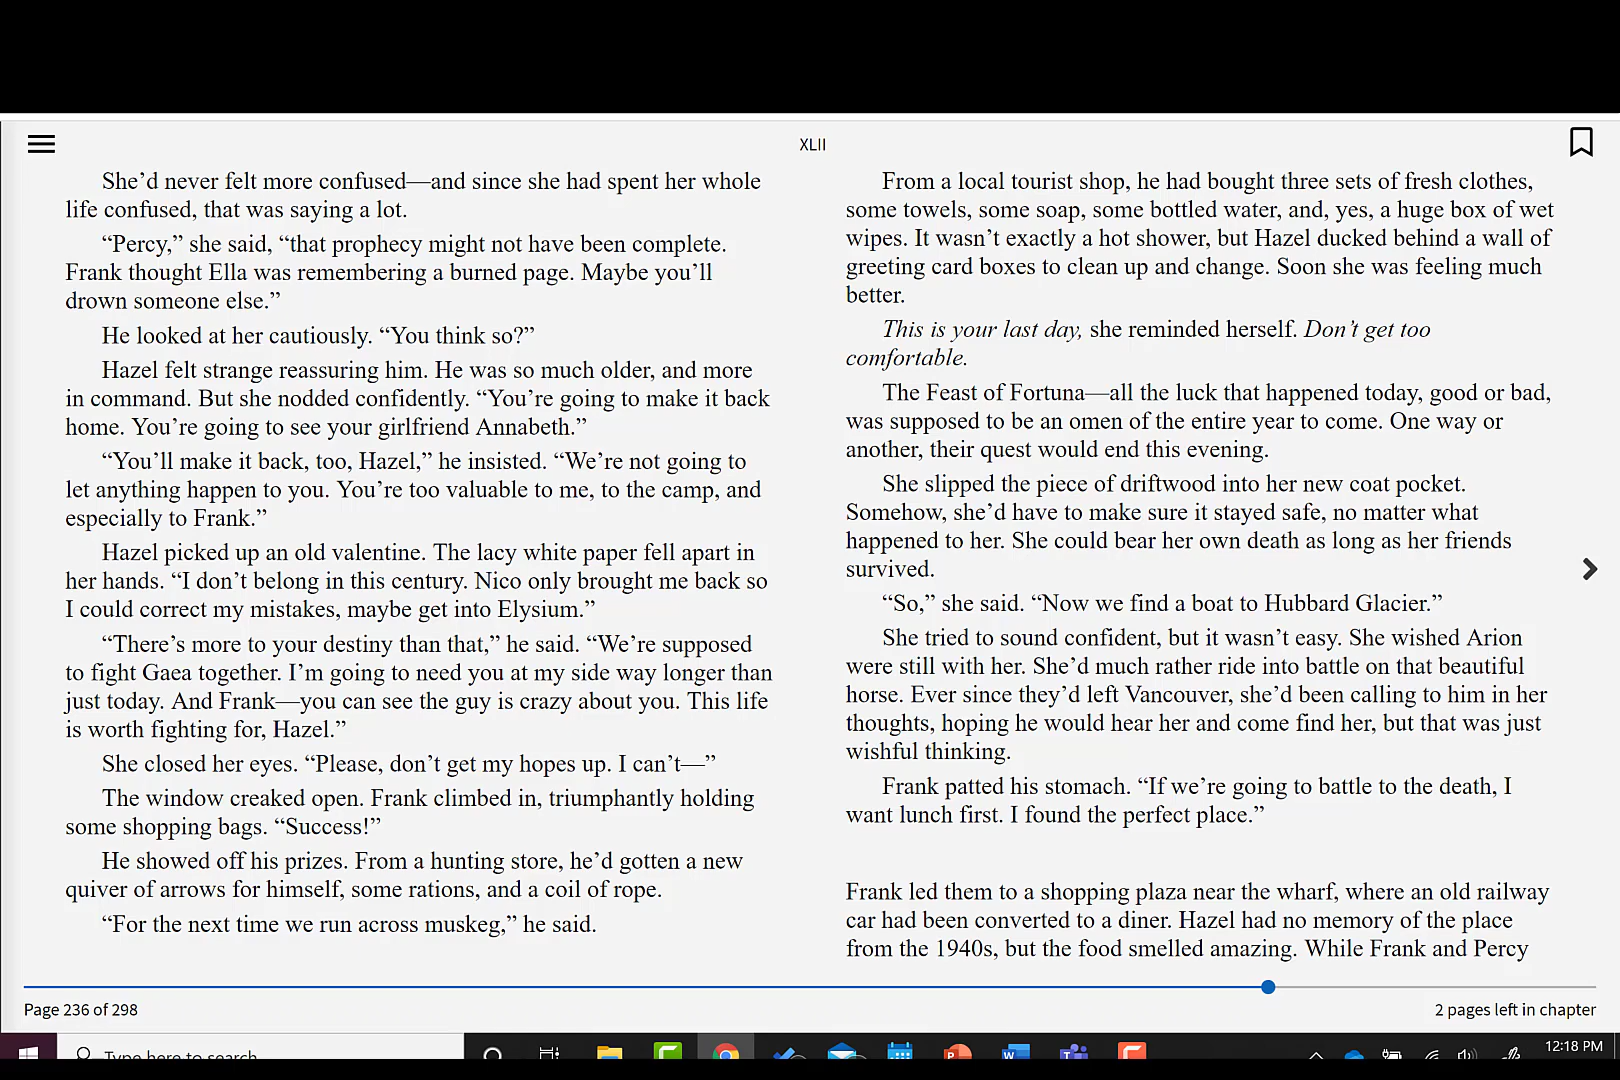 XLII
She’d never felt more confused—and since she had spent her whole
life confused, that was saying a lot.
“Percy,” she said, “that prophecy might not have been complete.
Frank thought Ella was remembering a burned page. Maybe you’ll
drown someone else.”
He looked at her cautiously. “You think so?”
Hazel felt strange reassuring him. He was so much older, and more
in command. But she nodded confidently. “You’re going to make it back
home. You’re going to see your girlfriend Annabeth.”
“You’ll make it back, too, Hazel,” he insisted. “We’re not going to
let anything happen to you. You’re too valuable to me, to the camp, and
especially to Frank.”
Hazel picked up an old valentine. The lacy white paper fell apart in
her hands. “I don’t belong in this century. Nico only brought me back so
I could correct my mistakes, maybe get into Elysium.”
“There’s more to your destiny than that,” he said. “We’re supposed
to fight Gaea together. I’m going to need you at my side way longer than
just today. And Frank—you can see the guy is crazy about you. This life
is worth fighting for, Hazel.”
She closed her eyes. “Please, don’t get my hopes up. I can’t—”
The window creaked open. Frank climbed in, triumphantly holding
some shopping bags. “Success!”
He showed off his prizes. From a hunting store, he’d gotten a new
quiver of arrows for himself, some rations, and a coil of rope.
“For the next time we run across muskeg,” he said.
From a local tourist shop, he had bought three sets of fresh clothes,
some towels, some soap, some bottled water, and, yes, a huge box of wet
wipes. It wasn’t exactly a hot shower, but Hazel ducked behind a wall of
greeting card boxes to clean up and change. Soon she was feeling much
better.
This is your last day, she reminded herself. Don’t get too
comfortable.
The Feast of Fortuna—all the luck that happened today, good or bad,
was supposed to be an omen of the entire year to come. One way or
another, their quest would end this evening.
She slipped the piece of driftwood into her new coat pocket.
Somehow, she’d have to make sure it stayed safe, no matter what
happened to her. She could bear her own death as long as her friends
survived.
“So,” she said. “Now we find a boat to Hubbard Glacier.”
She tried to sound confident, but it wasn’t easy. She wished Arion
were still with her. She’d much rather ride into battle on that beautiful
horse. Ever since they’d left Vancouver, she’d been calling to him in her
thoughts, hoping he would hear her and come find her, but that was just
wishful thinking.
Frank patted his stomach. “If we’re going to battle to the death, I
want lunch first. I found the perfect place.”
Frank led them to a shopping plaza near the wharf, where an old railway
car had been converted to a diner. Hazel had no memory of the place
from the 1940s, but the food smelled amazing. While Frank and Percy
Page 236 of 298
2 pages left in chapter
Type here to search
12:18 PM